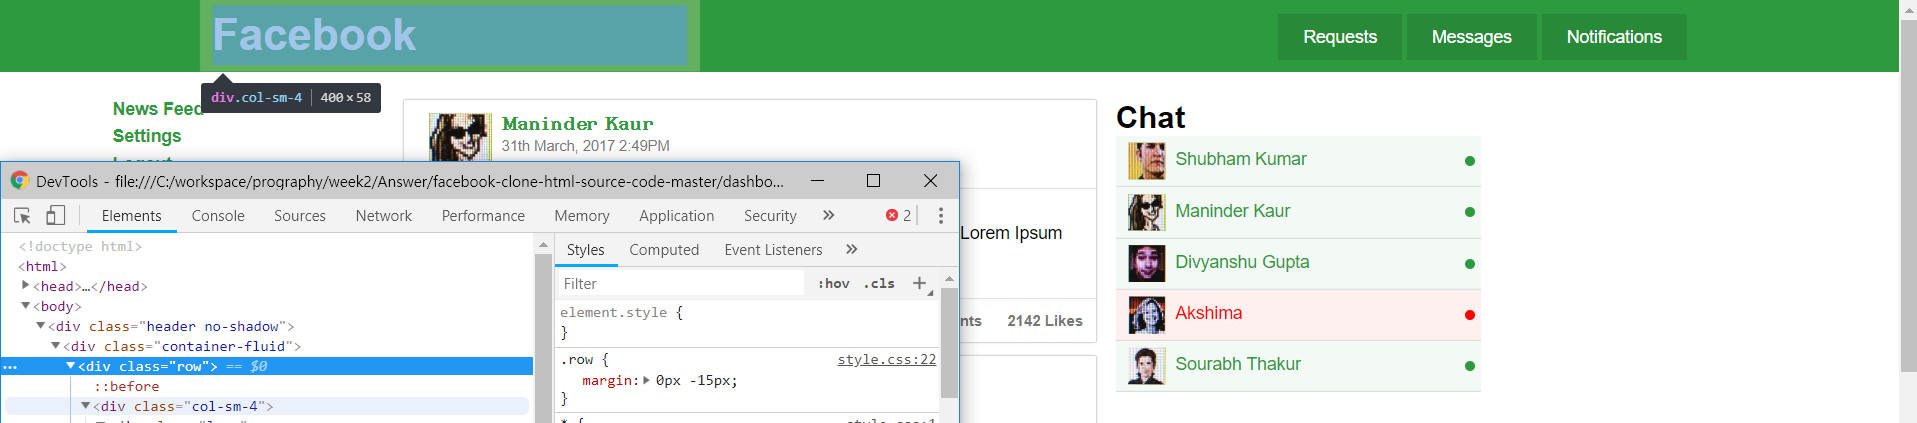 Facebook
Requests
Messages
Notifications
div.col-sm-4 | 400 × 58
News Feed
Settings
Logout
Maninder Kaur
31th March, 2017 2:49PM
Lorem Ipsum
nts
2142 Likes
Chat
Shubham Kumar
Maninder Kaur
Divyanshu Gupta
Akshima
Sourabh Thakur
DevTools - file:///C:/workspace/prography/week2/Answer/facebook-clone-html-source-code-master/dashbo...
Elements Console Sources Network Performance Memory Application Security » 2
<!doctype html>
<html>
<head>…</head>
<body>
<div class="header no-shadow">
<div class="container-fluid">
... <div class="row"> == $0
::before
<div class="col-sm-4">
Styles Computed Event Listeners »
Filter :hov .cls +
element.style {
}
.row { style.css:22
margin: 0px -15px;
}
* { style.css:1